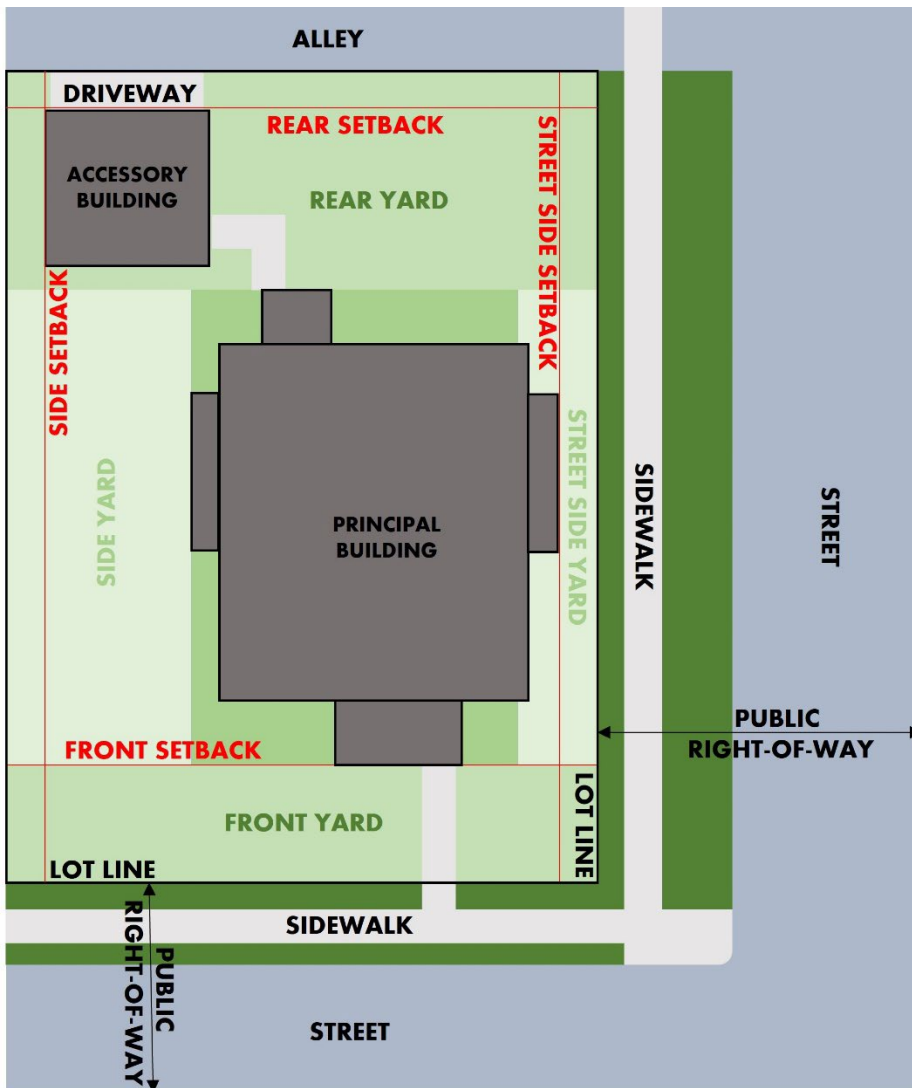 ALLEY
DRIVEWAY
REAR SETBACK
STREET SIDE SETBACK
ACCESSORY
BUILDING
REAR YARD
SIDE SETBACK
SIDE YARD
PRINCIPAL
BUILDING
STREET SIDE YARD
SIDEWALK
STREET
PUBLIC
RIGHT-OF-WAY
FRONT SETBACK
FRONT YARD
LOT LINE
LOT LINE
SIDEWALK
PUBLIC
RIGHT-OF-WAY
STREET